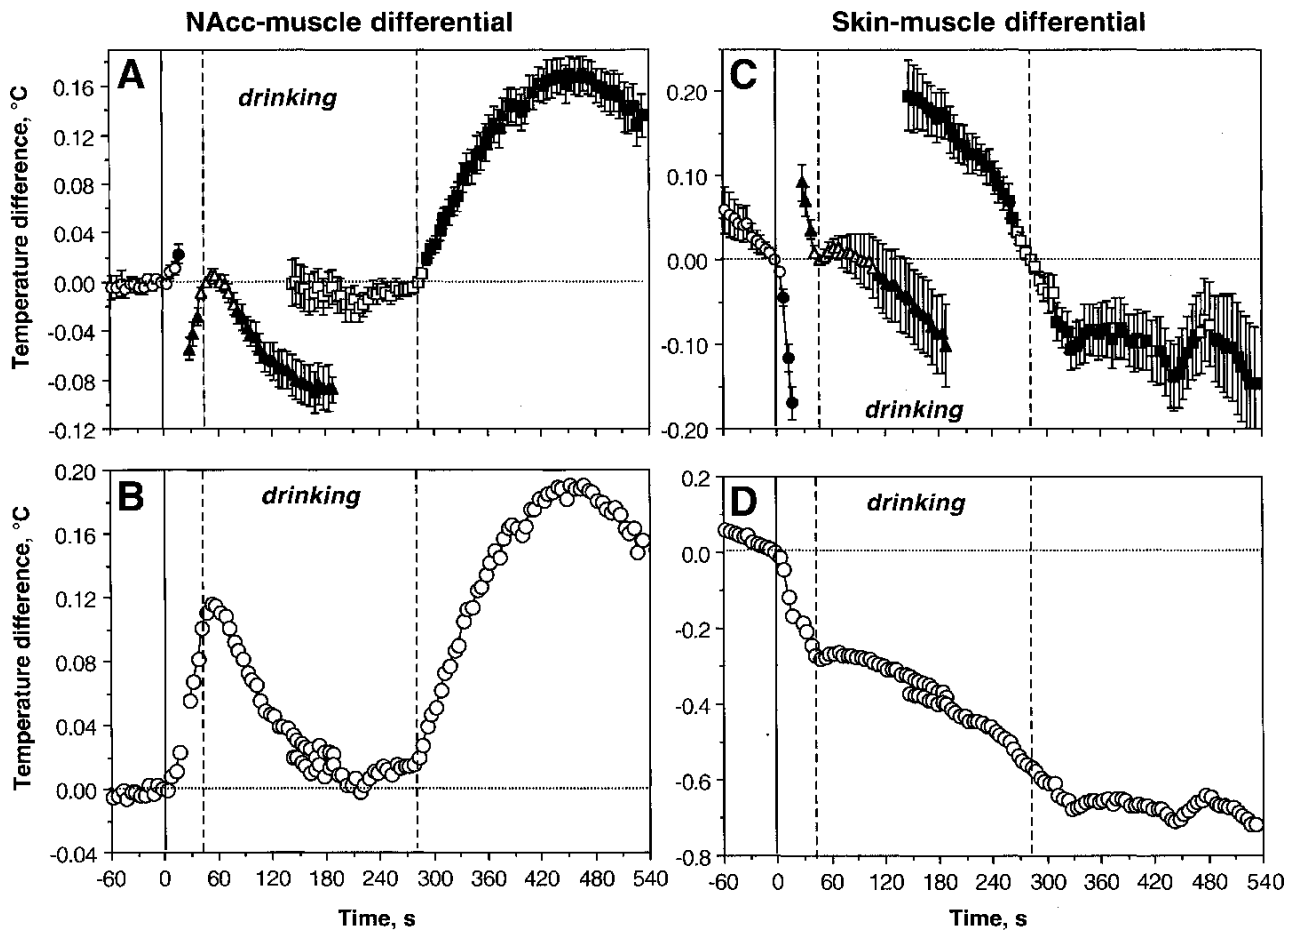 NAcc-muscle differential
Skin-muscle differential
A
drinking
Temperature difference, °C
0.16
0.12
0.08
0.04
0.00
-0.04
-0.08
-0.12
C
drinking
0.20
0.10
0.00
-0.10
-0.20
B
drinking
Temperature difference, °C
0.20
0.16
0.12
0.08
0.04
0.00
-0.04
-60 0 60 120 180 240 300 360 420 480 540
Time, s
D
drinking
0.2
0.0
-0.2
-0.4
-0.6
-0.8
-60 0 60 120 180 240 300 360 420 480 540
Time, s